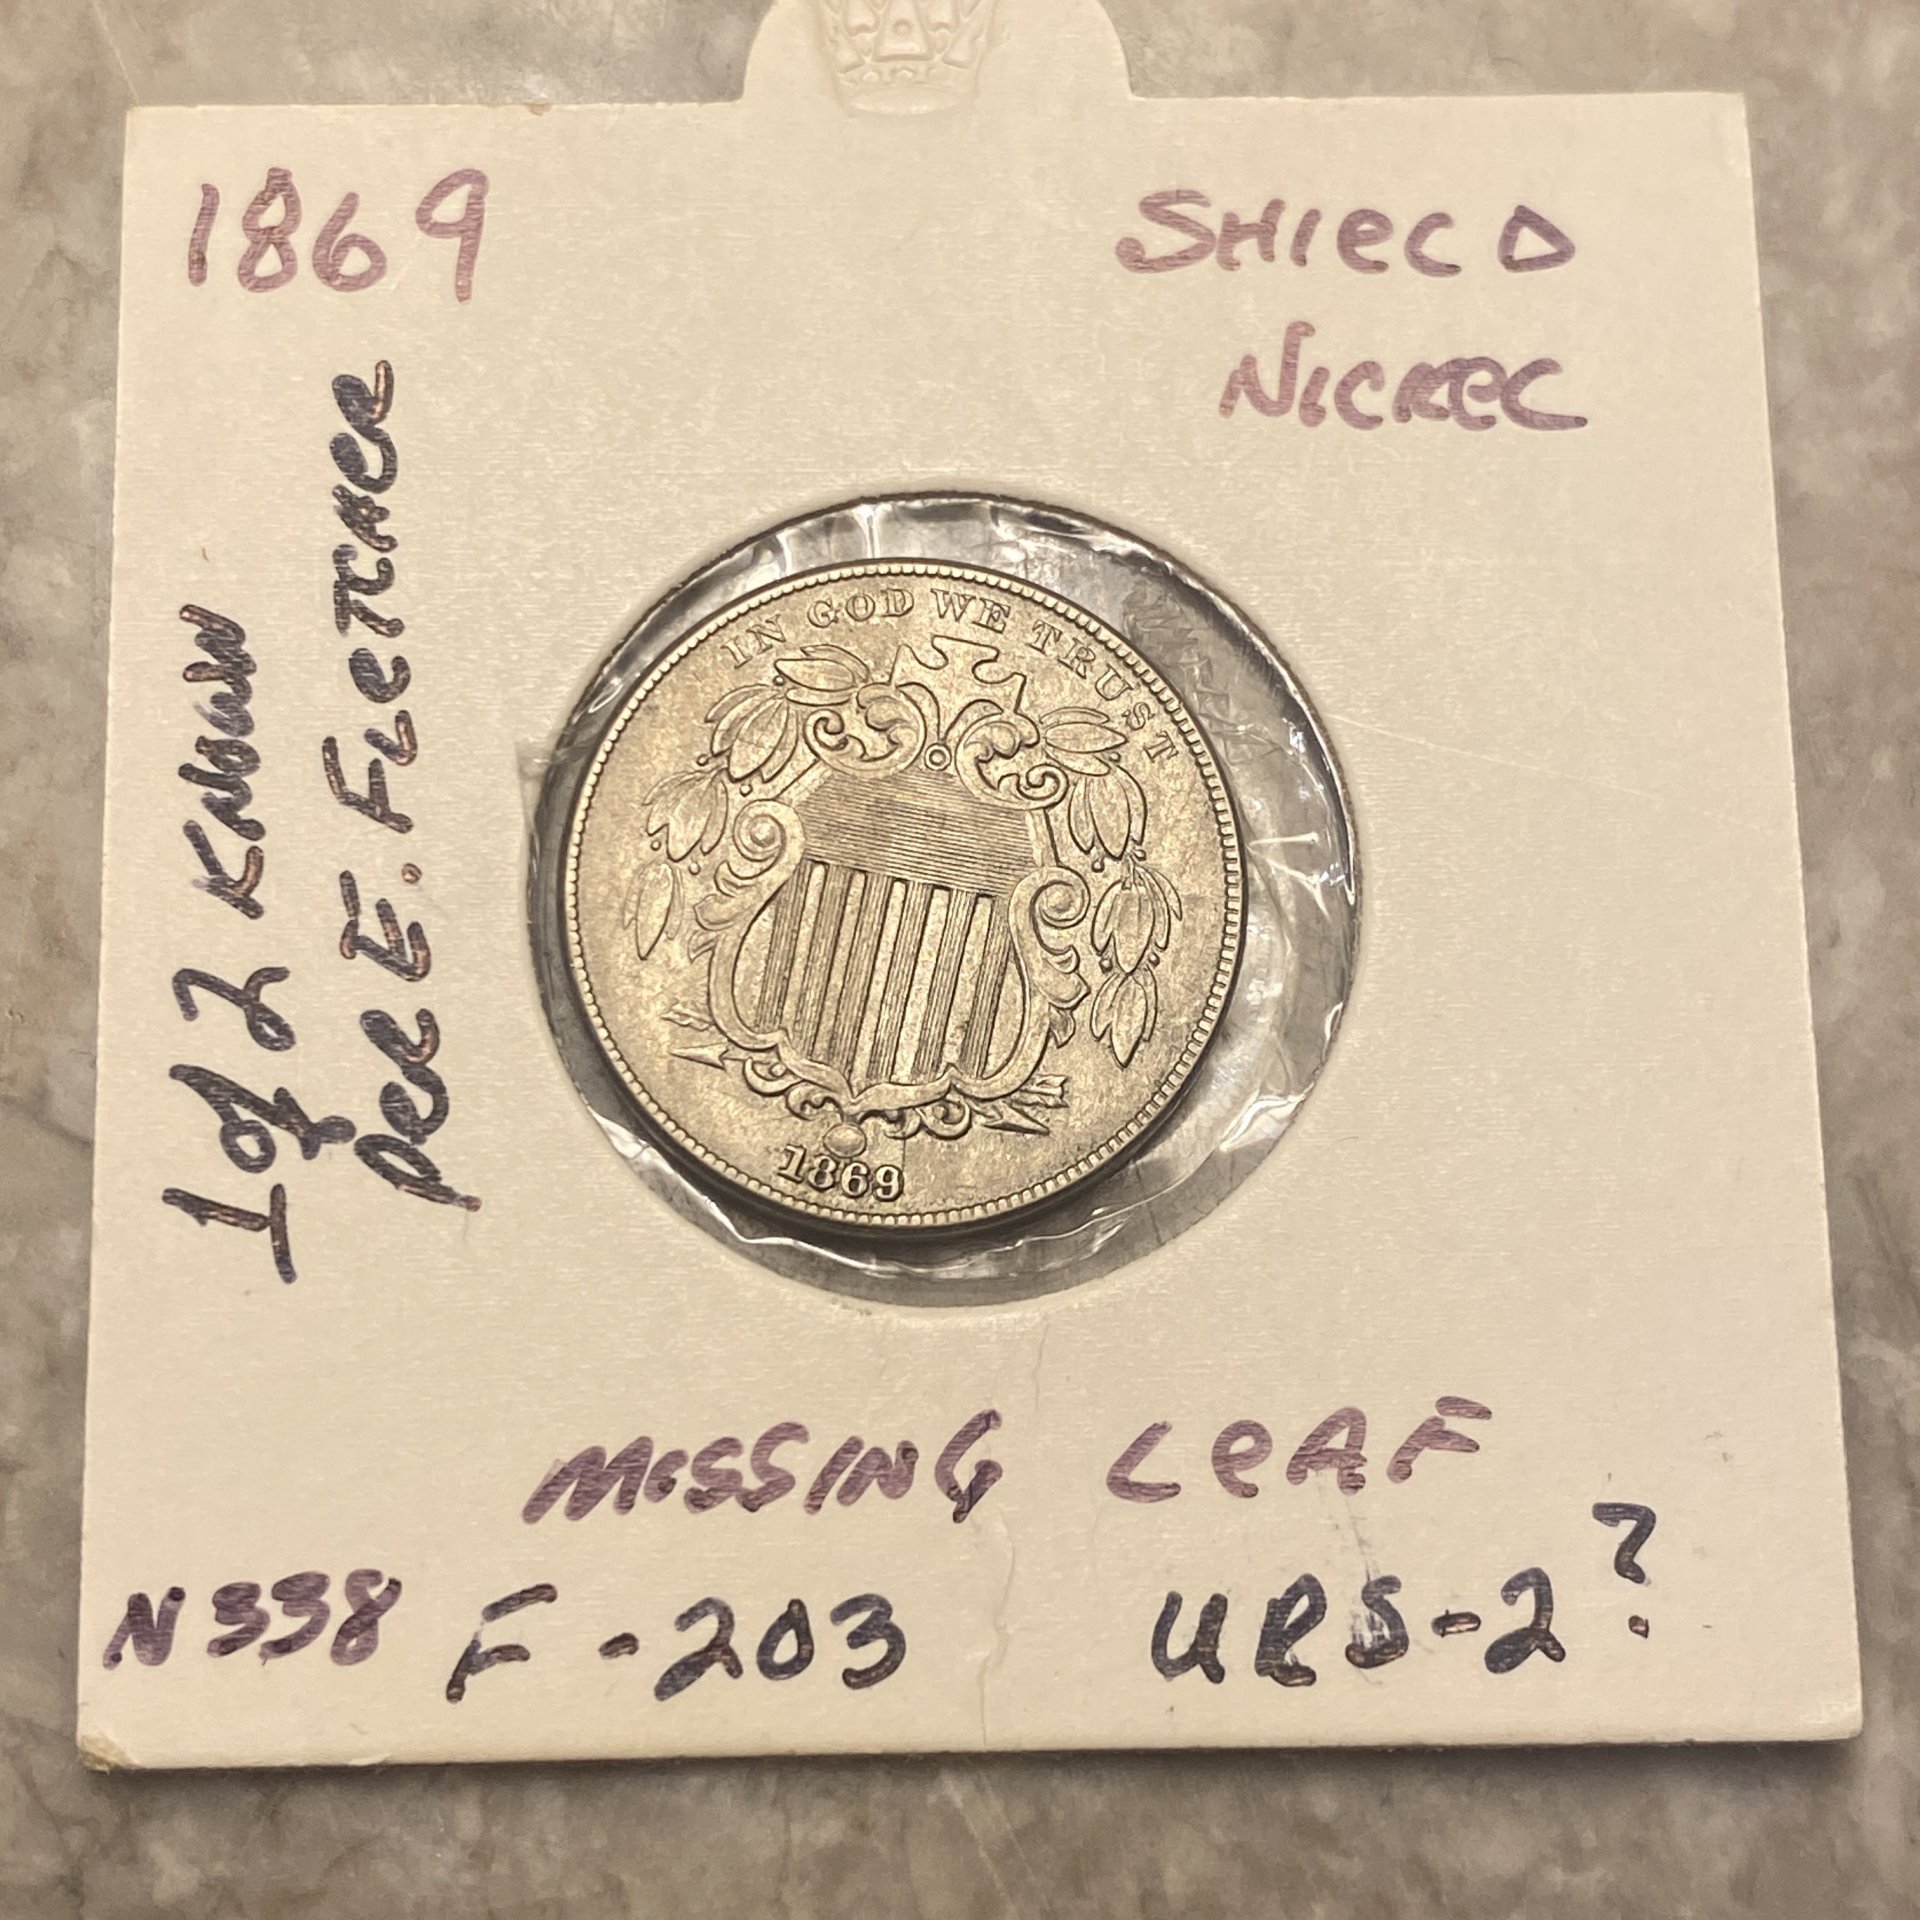 1869
SHIELD
NICKEL
1 of 2 KNOWN
PER E. FLETCHER
IN GOD WE TRUST
1869
MISSING LEAF
N338 F-203 URS-2?